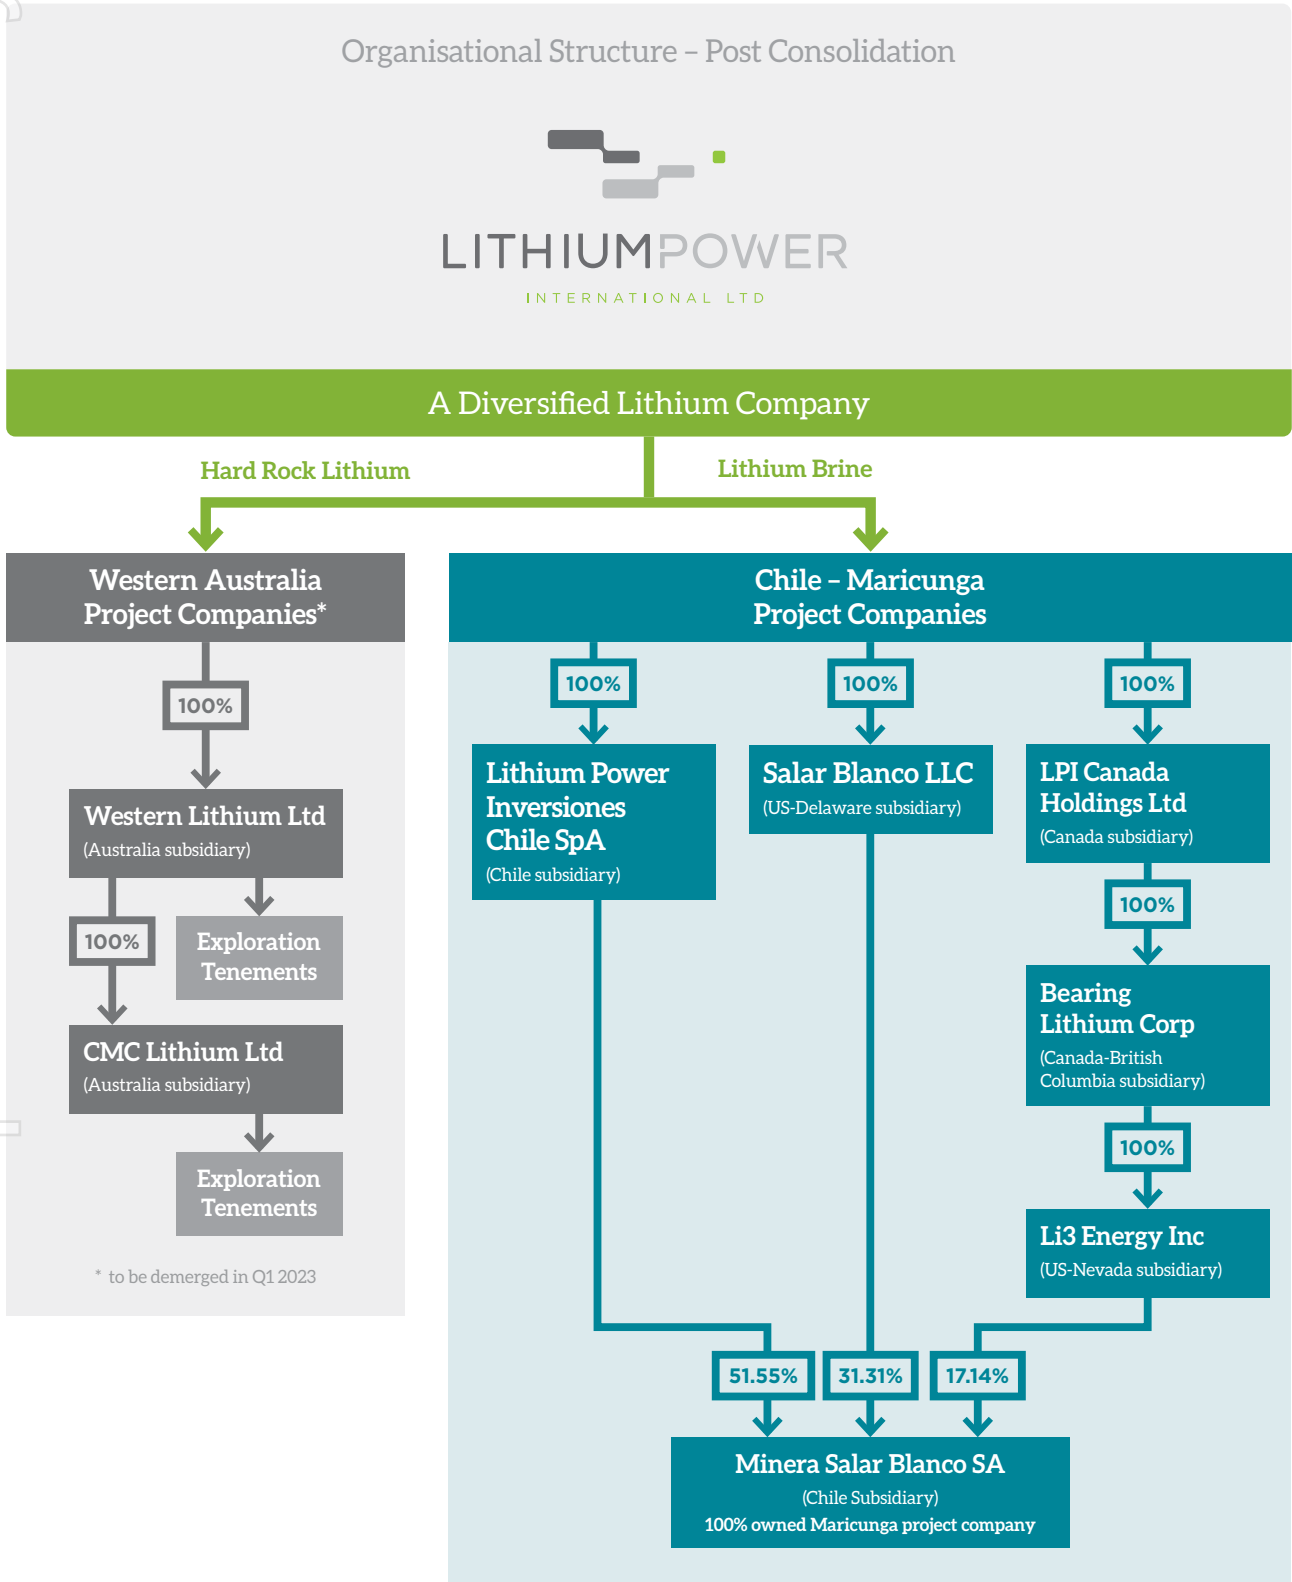 Organisational Structure – Post Consolidation
LITHIUMPOWER
INTERNATIONAL LTD
A Diversified Lithium Company
Hard Rock Lithium
Lithium Brine
Western Australia
Project Companies*
100%
Western Lithium Ltd
(Australia subsidiary)
100%
Exploration
Tenements
CMC Lithium Ltd
(Australia subsidiary)
Exploration
Tenements
* to be demerged in Q1 2023
Chile – Maricunga
Project Companies
100%
100%
100%
Lithium Power
Inversiones
Chile SpA
(Chile subsidiary)
Salar Blanco LLC
(US-Delaware subsidiary)
LPI Canada
Holdings Ltd
(Canada subsidiary)
100%
Bearing
Lithium Corp
(Canada-British
Columbia subsidiary)
100%
Li3 Energy Inc
(US-Nevada subsidiary)
51.55%
31.31%
17.14%
Minera Salar Blanco SA
(Chile Subsidiary)
100% owned Maricunga project company